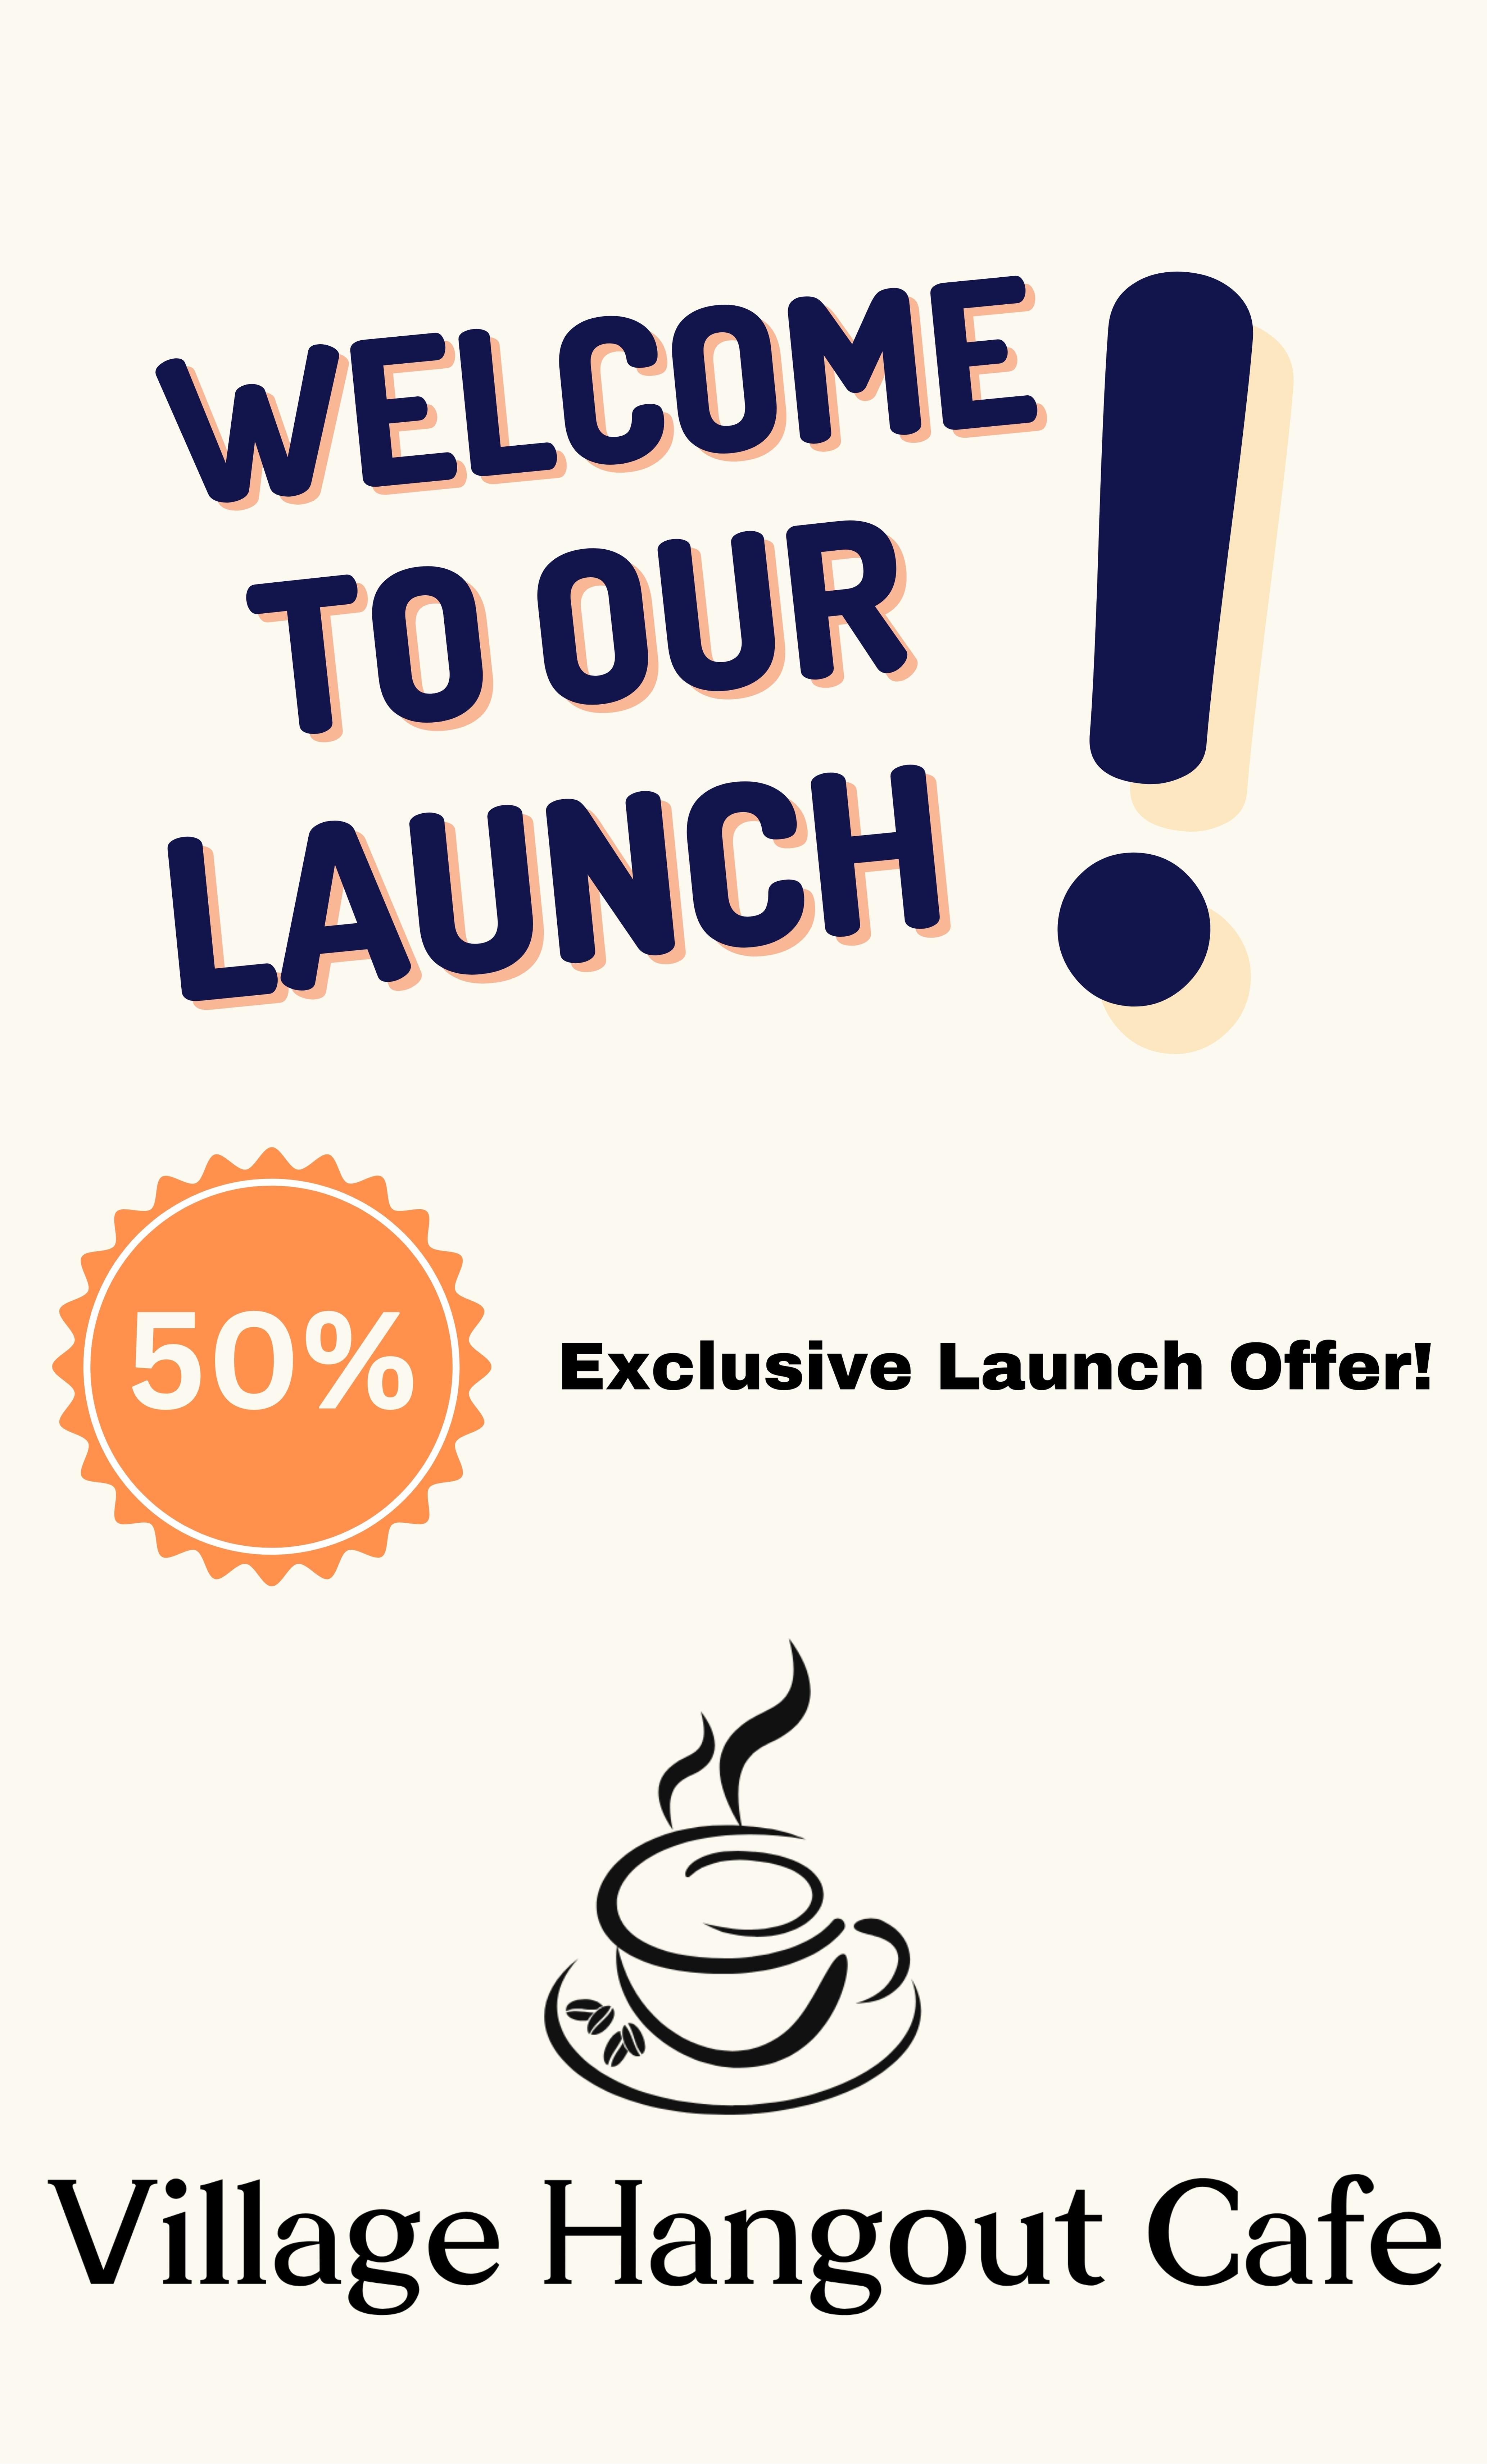 WELCOME
TO OUR
LAUNCH!
50%
Exclusive Launch Offer!
Village Hangout Cafe